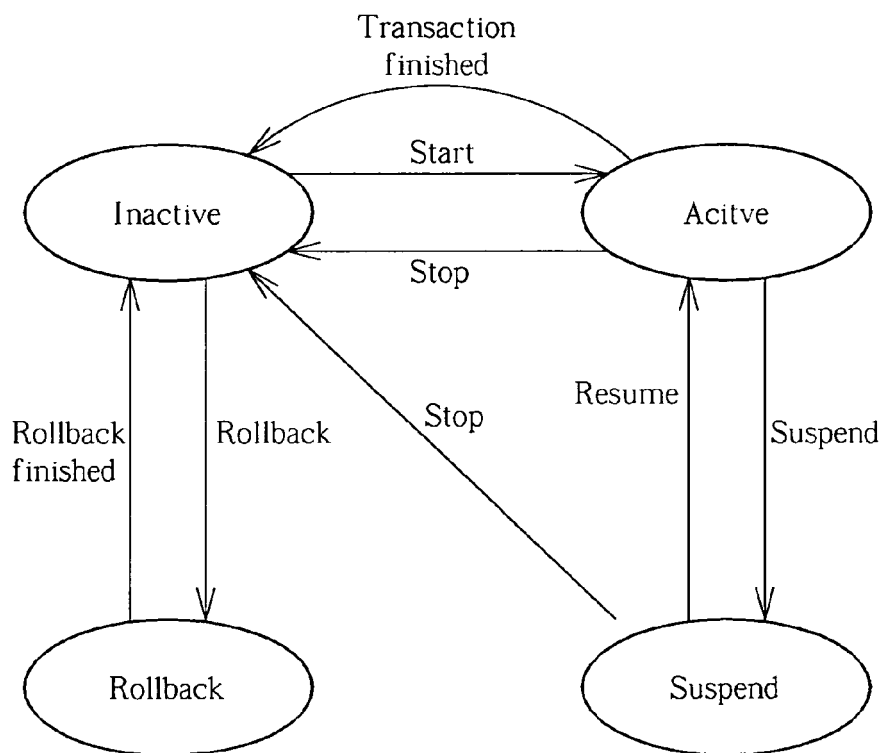 Transaction
finished
Start
Inactive
Acitve
Stop
Resume
Stop
Rollback
finished
Rollback
Suspend
Rollback
Suspend